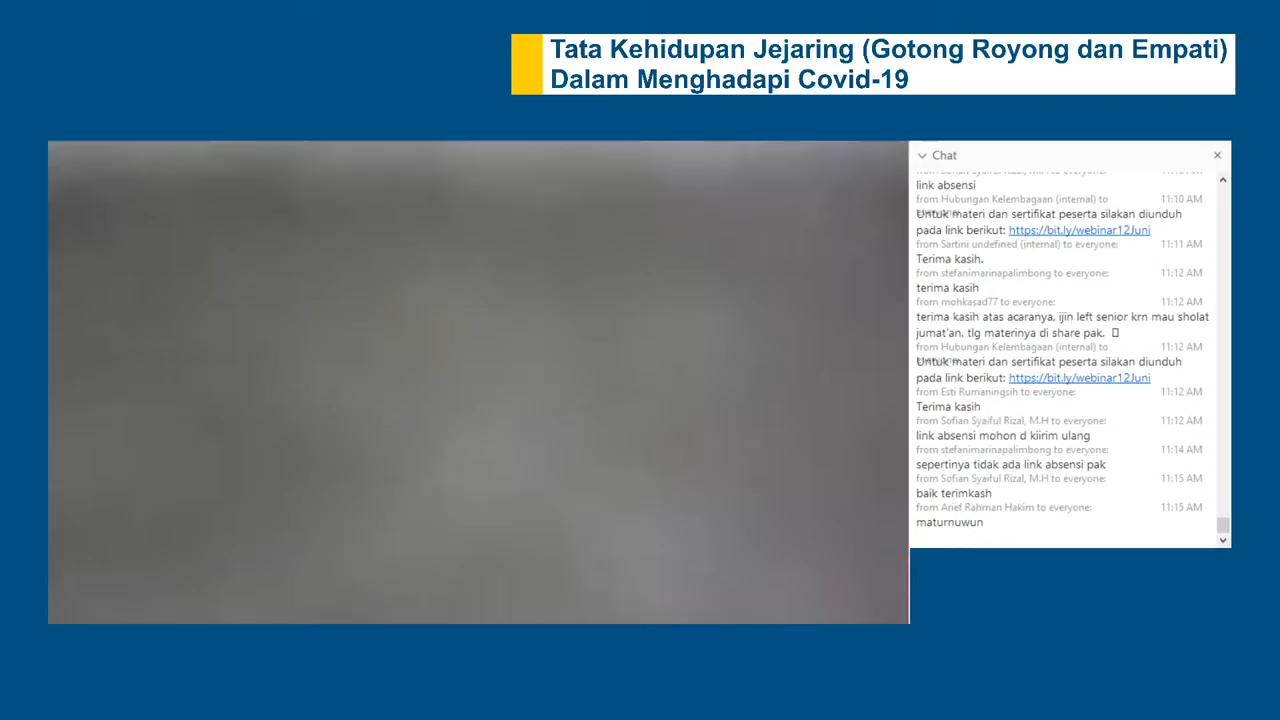 Tata Kehidupan Jejaring (Gotong Royong dan Empati)
Dalam Menghadapi Covid-19
Chat
link absensi
from Hubungan Kelembagaan (internal) to 11:10 AM
Untuk materi dan sertifikat peserta silakan diunduh
pada link berikut: https://bit.ly/webinar12Juni
from Sartini undefined (internal) to everyone: 11:11 AM
Terima kasih.
from stefanimarinapalimbong to everyone: 11:12 AM
terima kasih
from mohkasad77 to everyone: 11:12 AM
terima kasih atas acaranya, ijin left senior krn mau sholat
jumat'an. tlg materinya di share pak.
from Hubungan Kelembagaan (internal) to 11:12 AM
Untuk materi dan sertifikat peserta silakan diunduh
pada link berikut: https://bit.ly/webinar12Juni
from Esti Rumaningsih to everyone: 11:12 AM
Terima kasih
from Sofian Syaiful Rizal, M.H to everyone: 11:12 AM
link absensi mohon d kiirim ulang
from stefanimarinapalimbong to everyone: 11:14 AM
sepertinya tidak ada link absensi pak
from Sofian Syaiful Rizal, M.H to everyone: 11:15 AM
baik terimkash
from Arief Rahman Hakim to everyone: 11:15 AM
maturnuwun